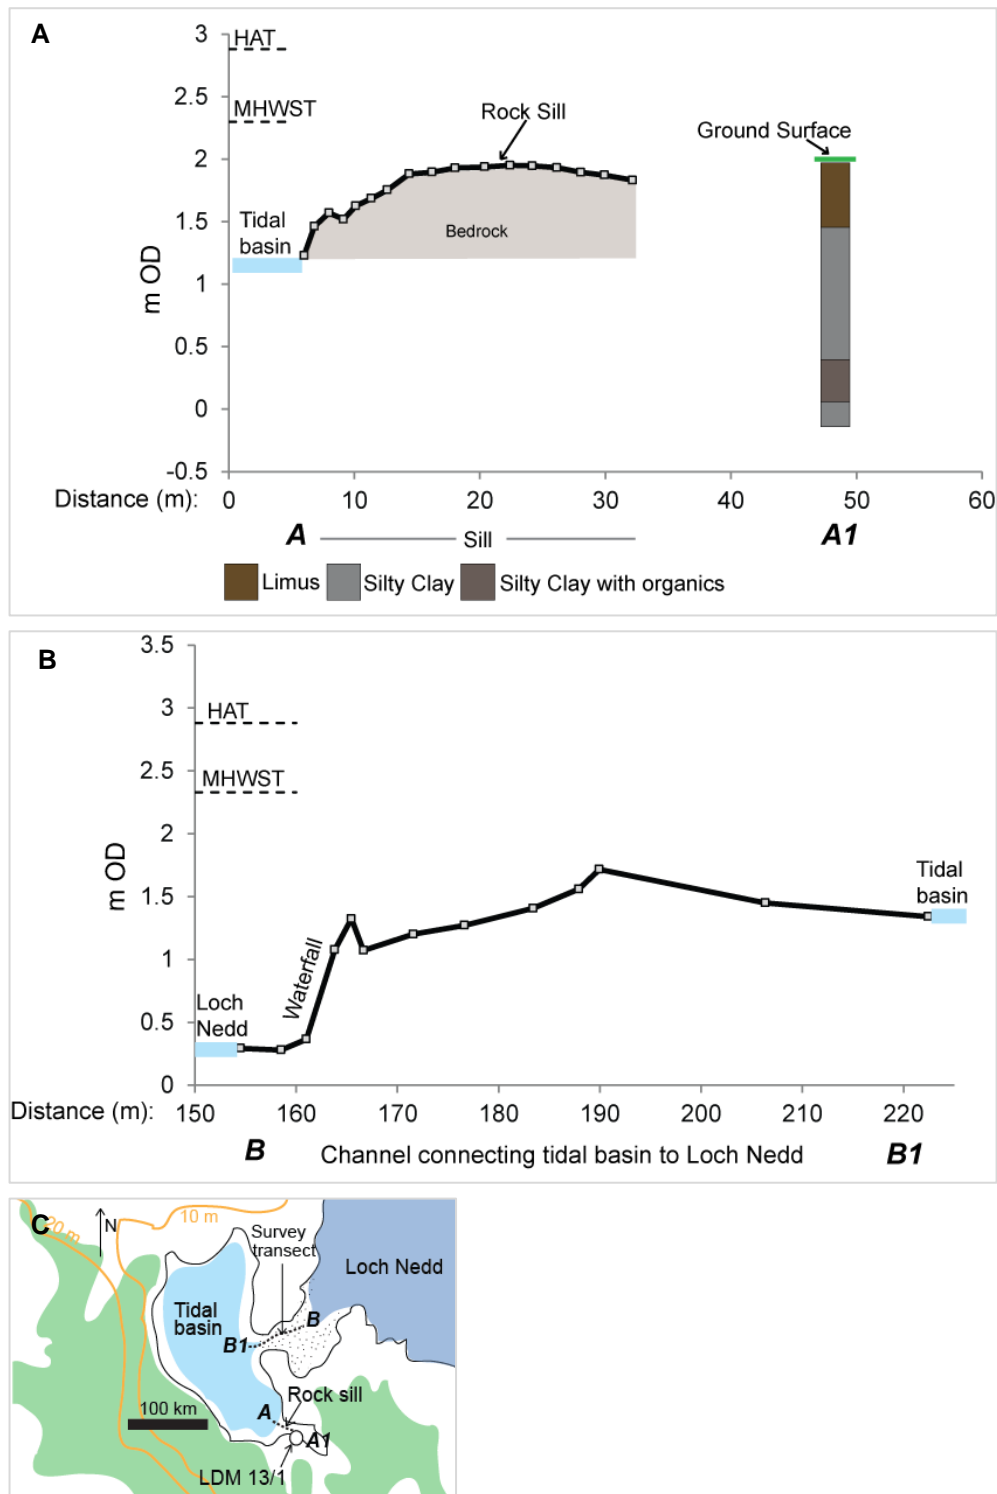 A
3
HAT
2.5
MHWST
Rock Sill
Ground Surface
2
1.5
Tidal
basin
Bedrock
m OD
1
0.5
0
-0.5
Distance (m):
0
10
20
30
40
50
60
A
Sill
A1
Limus
Silty Clay
Silty Clay with organics
B
3.5
3
HAT
2.5
MHWST
2
m OD
Tidal
basin
1.5
1
Waterfall
Loch
Nedd
0.5
0
Distance (m):
150
160
170
180
190
200
210
220
B
Channel connecting tidal basin to Loch Nedd
B1
C
20 m
N
10 m
Survey
transect
Loch Nedd
Tidal
basin
B
B1
Rock sill
100 km
A
A1
LDM 13/1